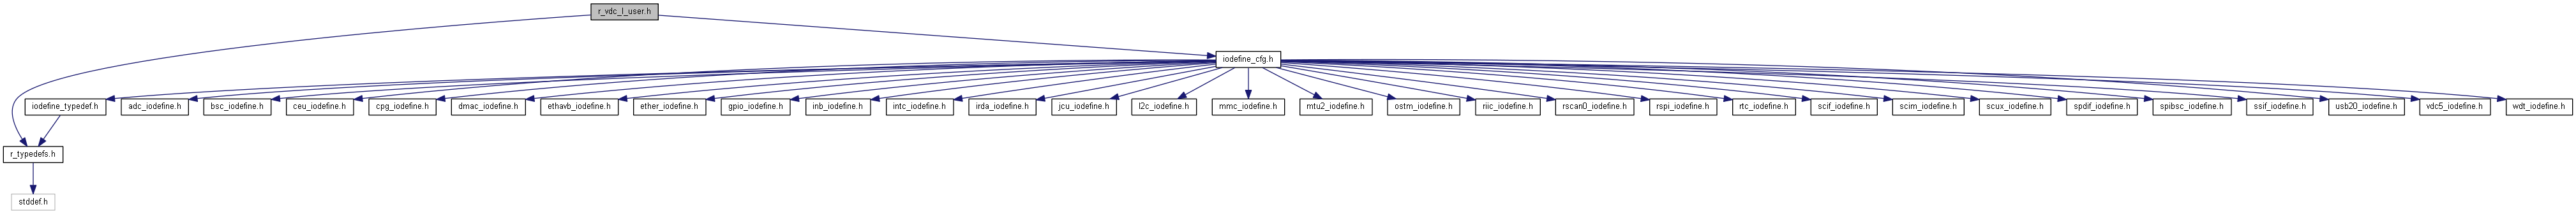 r_vdc_l_user.h
iodefine_cfg.h
iodefine_typedef.h
adc_iodefine.h
bsc_iodefine.h
ceu_iodefine.h
cpg_iodefine.h
dmac_iodefine.h
ethavb_iodefine.h
ether_iodefine.h
gpio_iodefine.h
inb_iodefine.h
intc_iodefine.h
irda_iodefine.h
jcu_iodefine.h
l2c_iodefine.h
mmc_iodefine.h
mtu2_iodefine.h
ostm_iodefine.h
riic_iodefine.h
rscan0_iodefine.h
rspi_iodefine.h
rtc_iodefine.h
scif_iodefine.h
scim_iodefine.h
scux_iodefine.h
spdif_iodefine.h
spibsc_iodefine.h
ssif_iodefine.h
usb20_iodefine.h
vdc5_iodefine.h
wdt_iodefine.h
r_typedefs.h
stddef.h